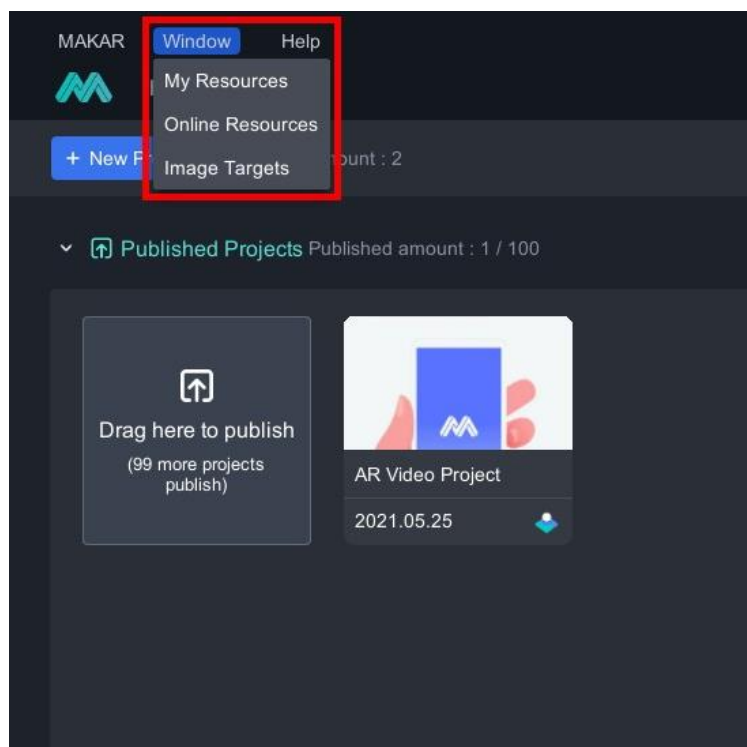 MAKAR Window Help
My Resources
Online Resources
Image Targets
+ New
: 2
Published Projects Published amount : 1 / 100
Drag here to publish
(99 more projects
publish)
AR Video Project
2021.05.25